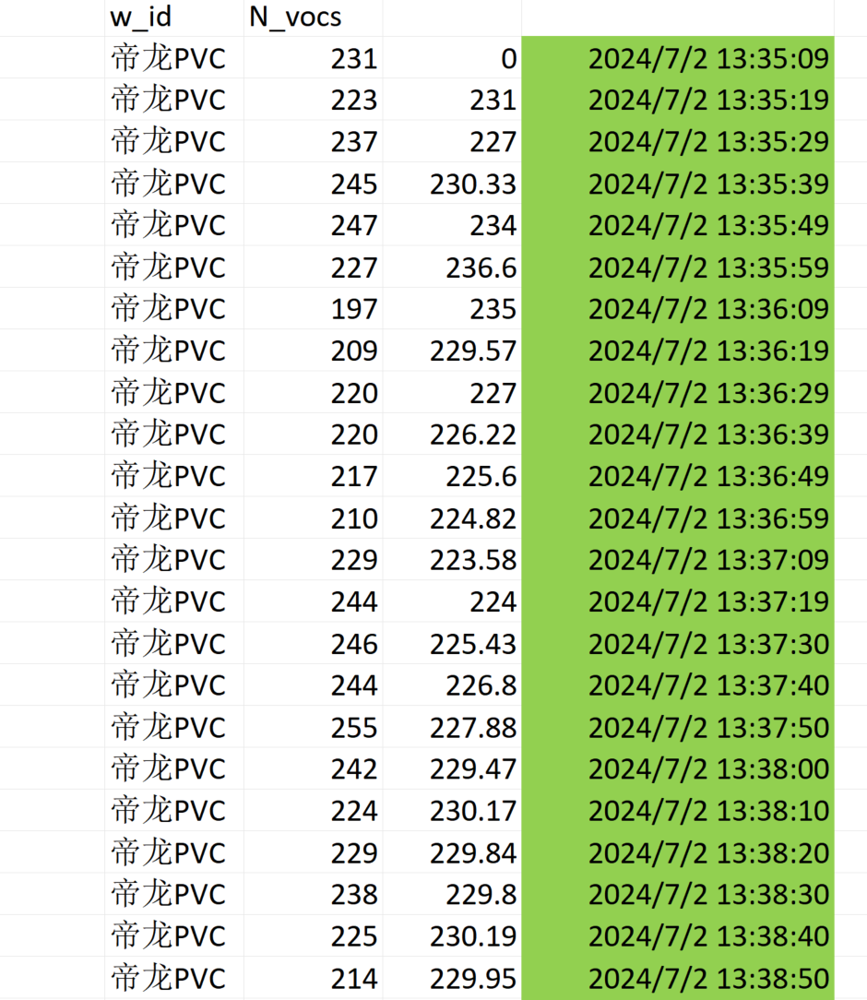 w_id N_vocs
帝龙PVC 231 0 2024/7/2 13:35:09
帝龙PVC 223 231 2024/7/2 13:35:19
帝龙PVC 237 227 2024/7/2 13:35:29
帝龙PVC 245 230.33 2024/7/2 13:35:39
帝龙PVC 247 234 2024/7/2 13:35:49
帝龙PVC 227 236.6 2024/7/2 13:35:59
帝龙PVC 197 235 2024/7/2 13:36:09
帝龙PVC 209 229.57 2024/7/2 13:36:19
帝龙PVC 220 227 2024/7/2 13:36:29
帝龙PVC 220 226.22 2024/7/2 13:36:39
帝龙PVC 217 225.6 2024/7/2 13:36:49
帝龙PVC 210 224.82 2024/7/2 13:36:59
帝龙PVC 229 223.58 2024/7/2 13:37:09
帝龙PVC 244 224 2024/7/2 13:37:19
帝龙PVC 246 225.43 2024/7/2 13:37:30
帝龙PVC 244 226.8 2024/7/2 13:37:40
帝龙PVC 255 227.88 2024/7/2 13:37:50
帝龙PVC 242 229.47 2024/7/2 13:38:00
帝龙PVC 224 230.17 2024/7/2 13:38:10
帝龙PVC 229 229.84 2024/7/2 13:38:20
帝龙PVC 238 229.8 2024/7/2 13:38:30
帝龙PVC 225 230.19 2024/7/2 13:38:40
帝龙PVC 214 229.95 2024/7/2 13:38:50